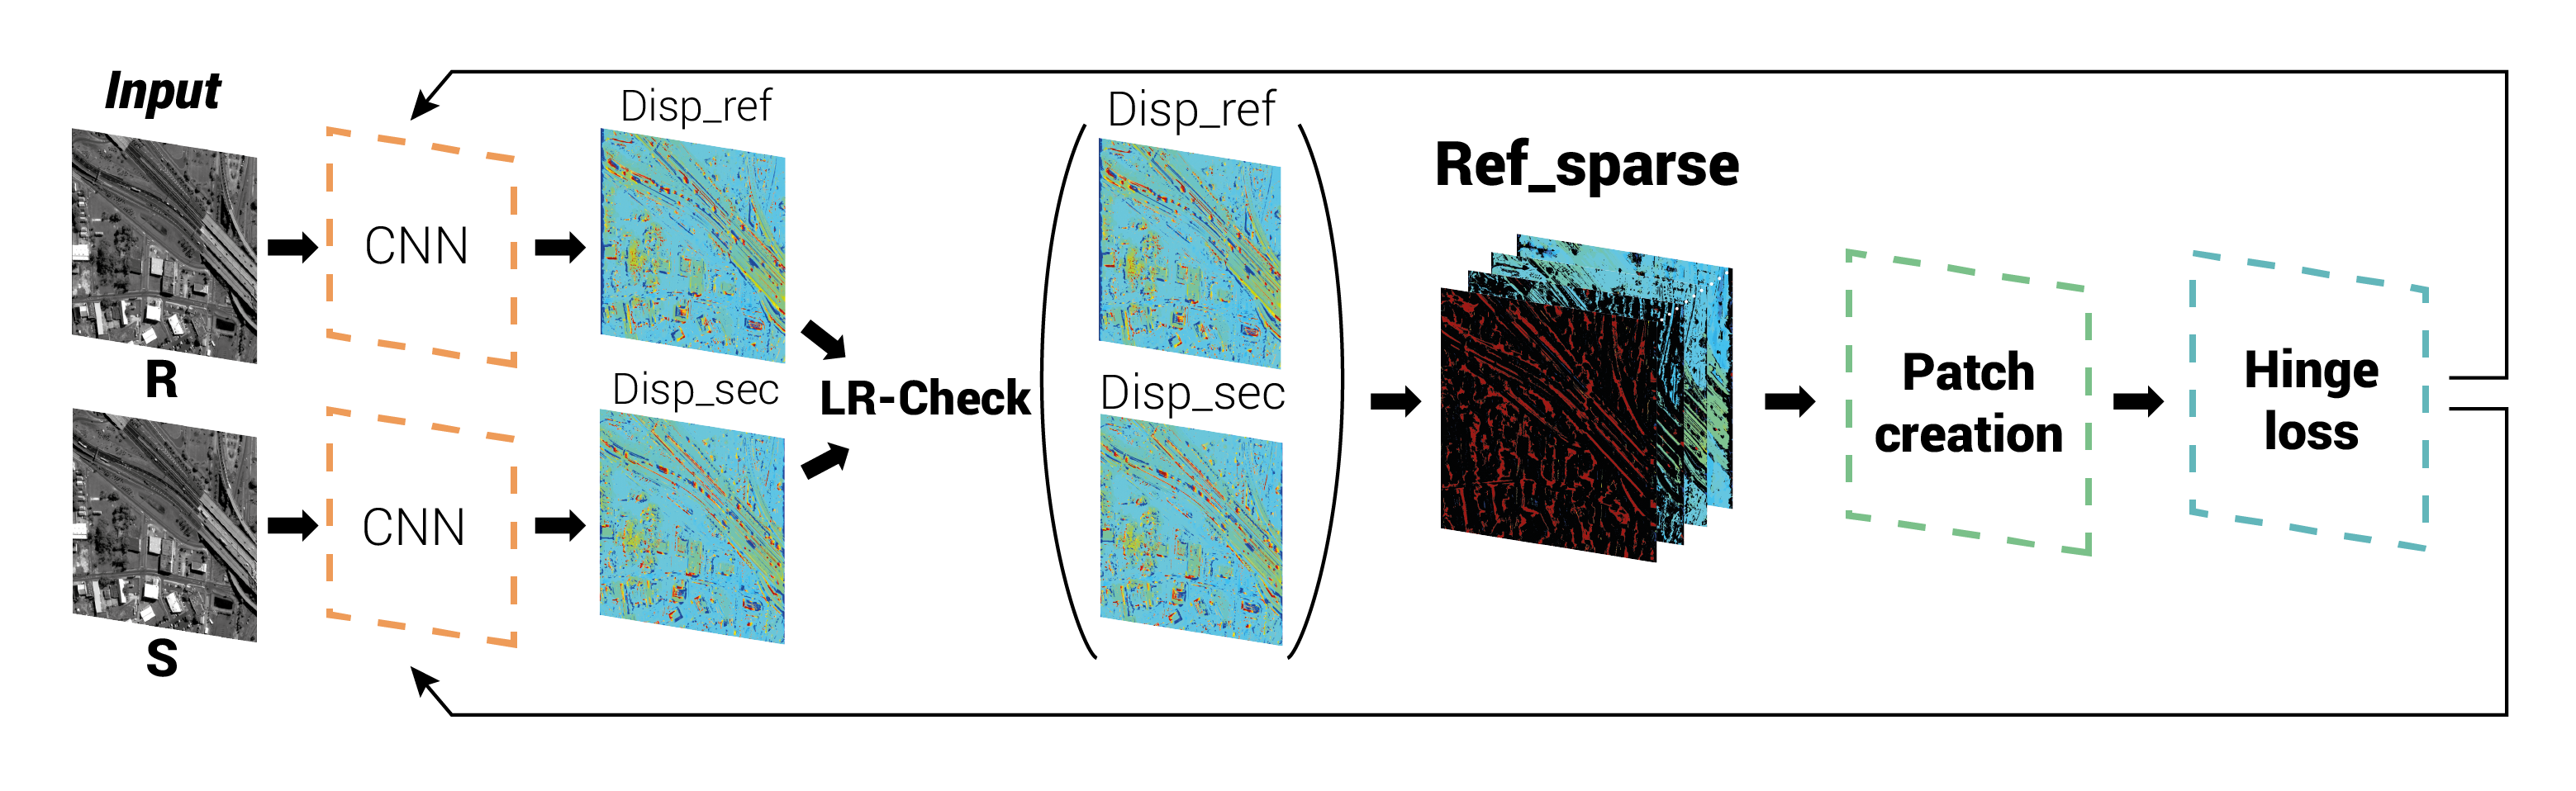 Input
R
S
CNN
CNN
Disp_ref
Disp_sec
LR-Check
Disp_ref
Disp_sec
Ref_sparse
Patch
creation
Hinge
loss